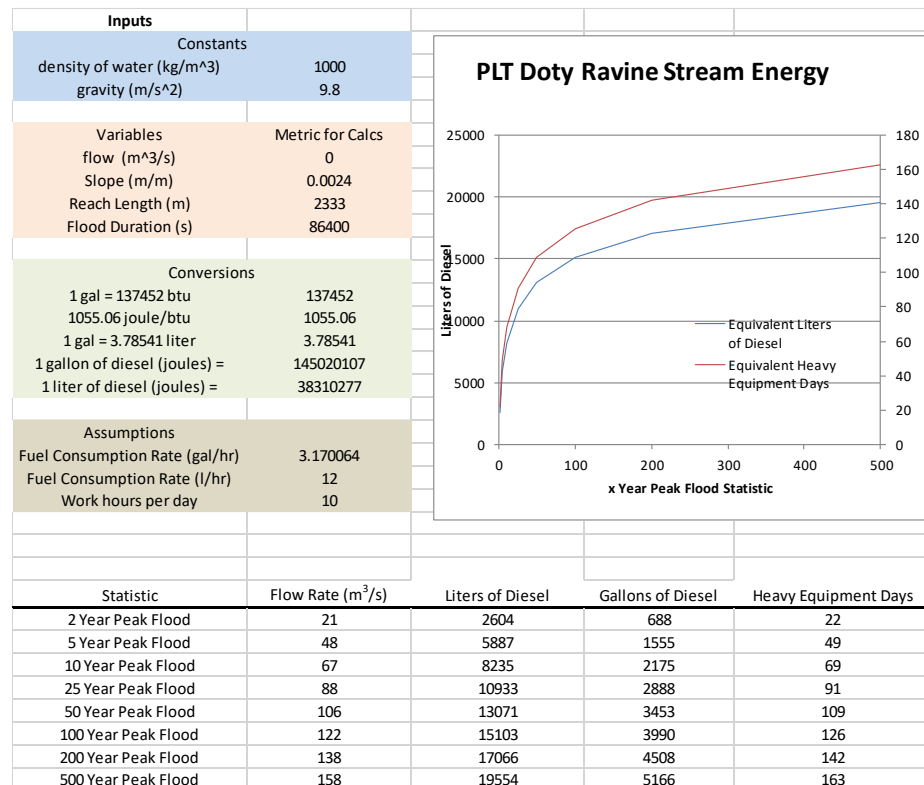 Inputs
Constants
density of water (kg/m^3) 1000
gravity (m/s^2) 9.8
Variables Metric for Calcs
flow (m^3/s) 0
Slope (m/m) 0.0024
Reach Length (m) 2333
Flood Duration (s) 86400
Conversions
1 gal = 137452 btu 137452
1055.06 joule/btu 1055.06
1 gal = 3.78541 liter 3.78541
1 gallon of diesel (joules) = 145020107
1 liter of diesel (joules) = 38310277
Assumptions
Fuel Consumption Rate (gal/hr) 3.170064
Fuel Consumption Rate (l/hr) 12
Work hours per day 10
PLT Doty Ravine Stream Energy
Liters of Diesel
25000
20000
15000
10000
5000
0
180
160
140
120
100
80
60
40
20
0
Equivalent Liters
of Diesel
Equivalent Heavy
Equipment Days
0 100 200 300 400 500
x Year Peak Flood Statistic
Statistic Flow Rate (m³/s) Liters of Diesel Gallons of Diesel Heavy Equipment Days
2 Year Peak Flood 21 2604 688 22
5 Year Peak Flood 48 5887 1555 49
10 Year Peak Flood 67 8235 2175 69
25 Year Peak Flood 88 10933 2888 91
50 Year Peak Flood 106 13071 3453 109
100 Year Peak Flood 122 15103 3990 126
200 Year Peak Flood 138 17066 4508 142
500 Year Peak Flood 158 19554 5166 163